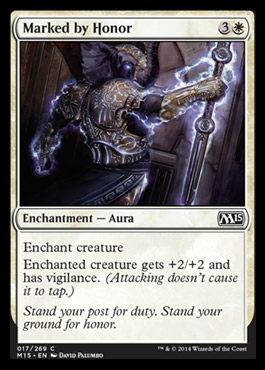 Marked by Honor 3
Enchantment — Aura M15
Enchant creature
Enchanted creature gets +2/+2 and
has vigilance. (Attacking doesn't cause
it to tap.)
Stand your post for duty. Stand your
ground for honor.
017/269 C
M15 • EN DAVID PALUMBO ™ & © 2014 Wizards of the Coast